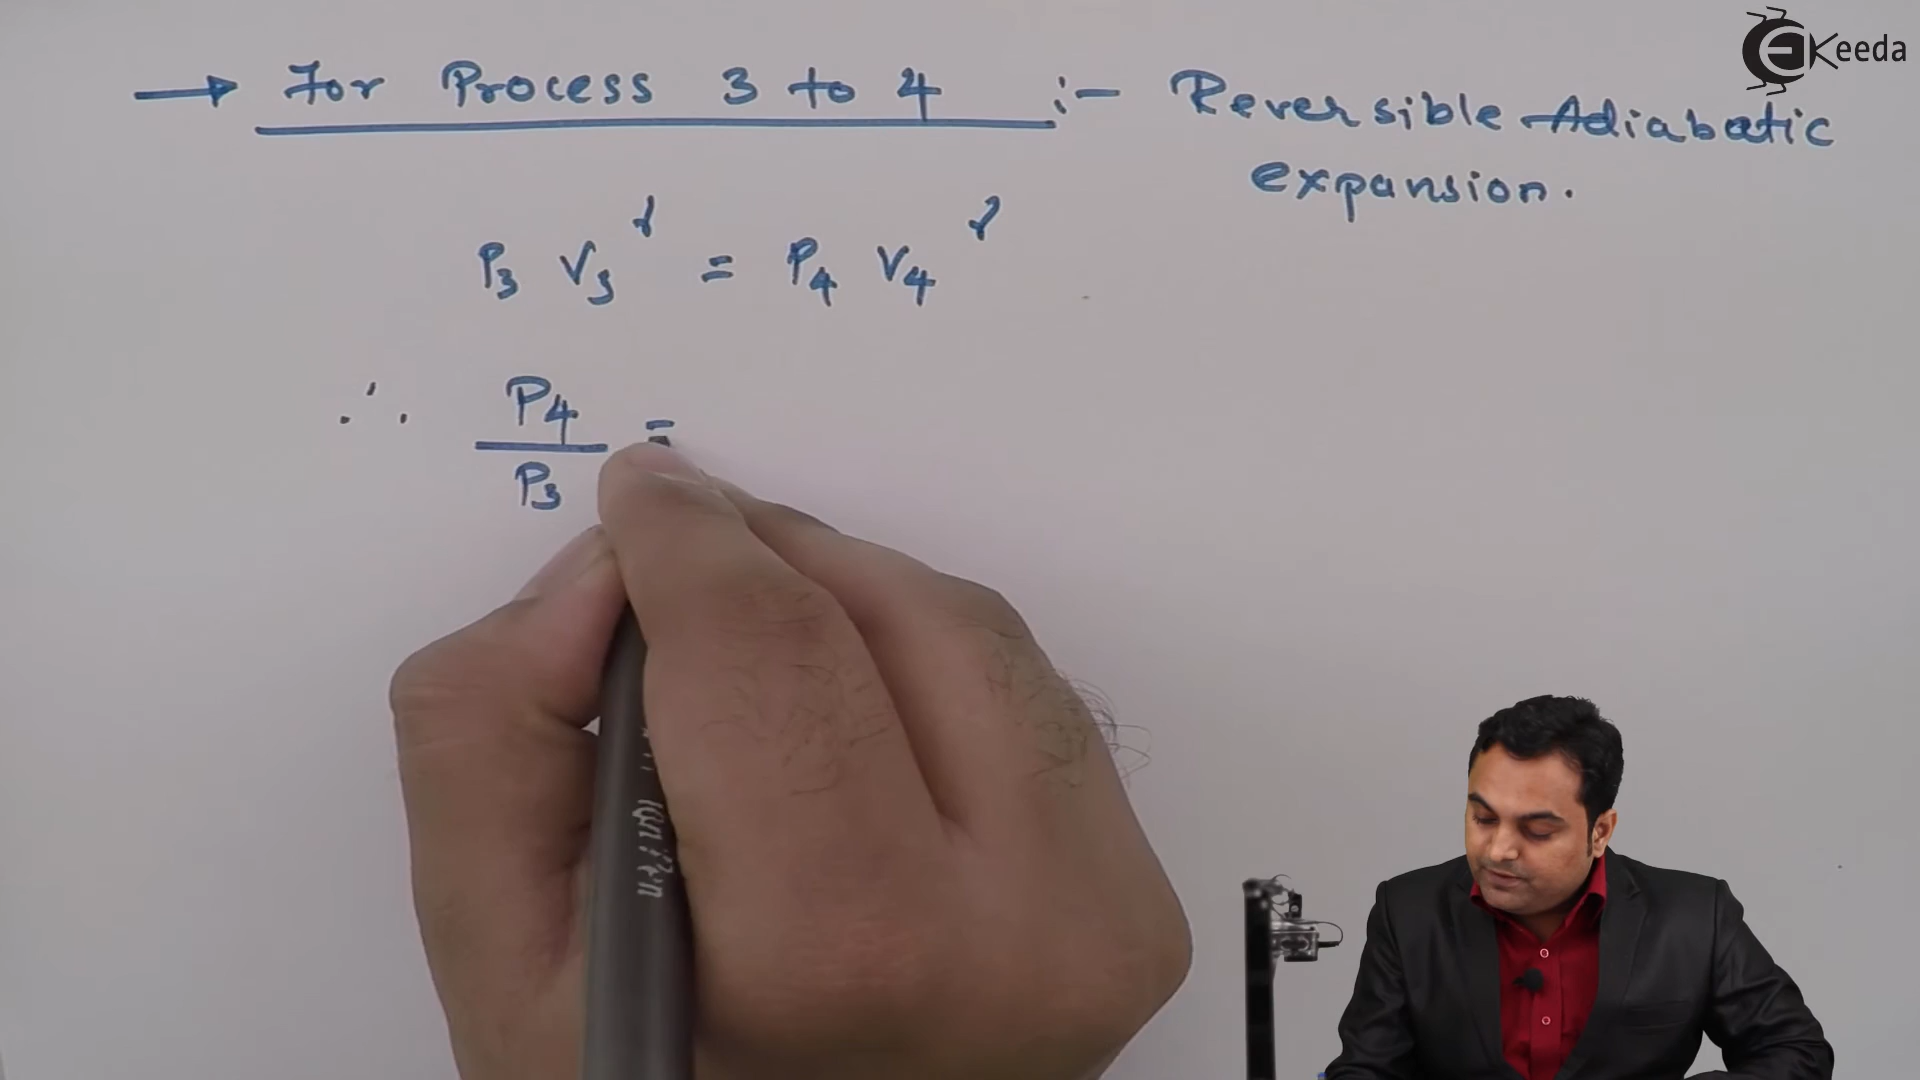 EKeeda
→ For Process 3 to 4 :- Reversible Adiabatic
expansion.
P₃ V₃^γ = P₄ V₄^γ
∴ P₄/P₃ =